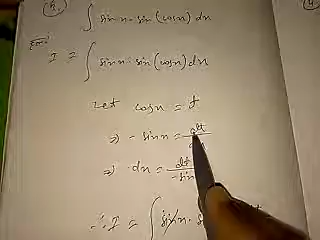 ∫ sin x · sin (cos x) dx
I = ∫ sin x · sin (cos x) dx
Let cos x = t
⇒ - sin x = dt
⇒ dx = dt / - sin
∴ I = ∫ sin x ·